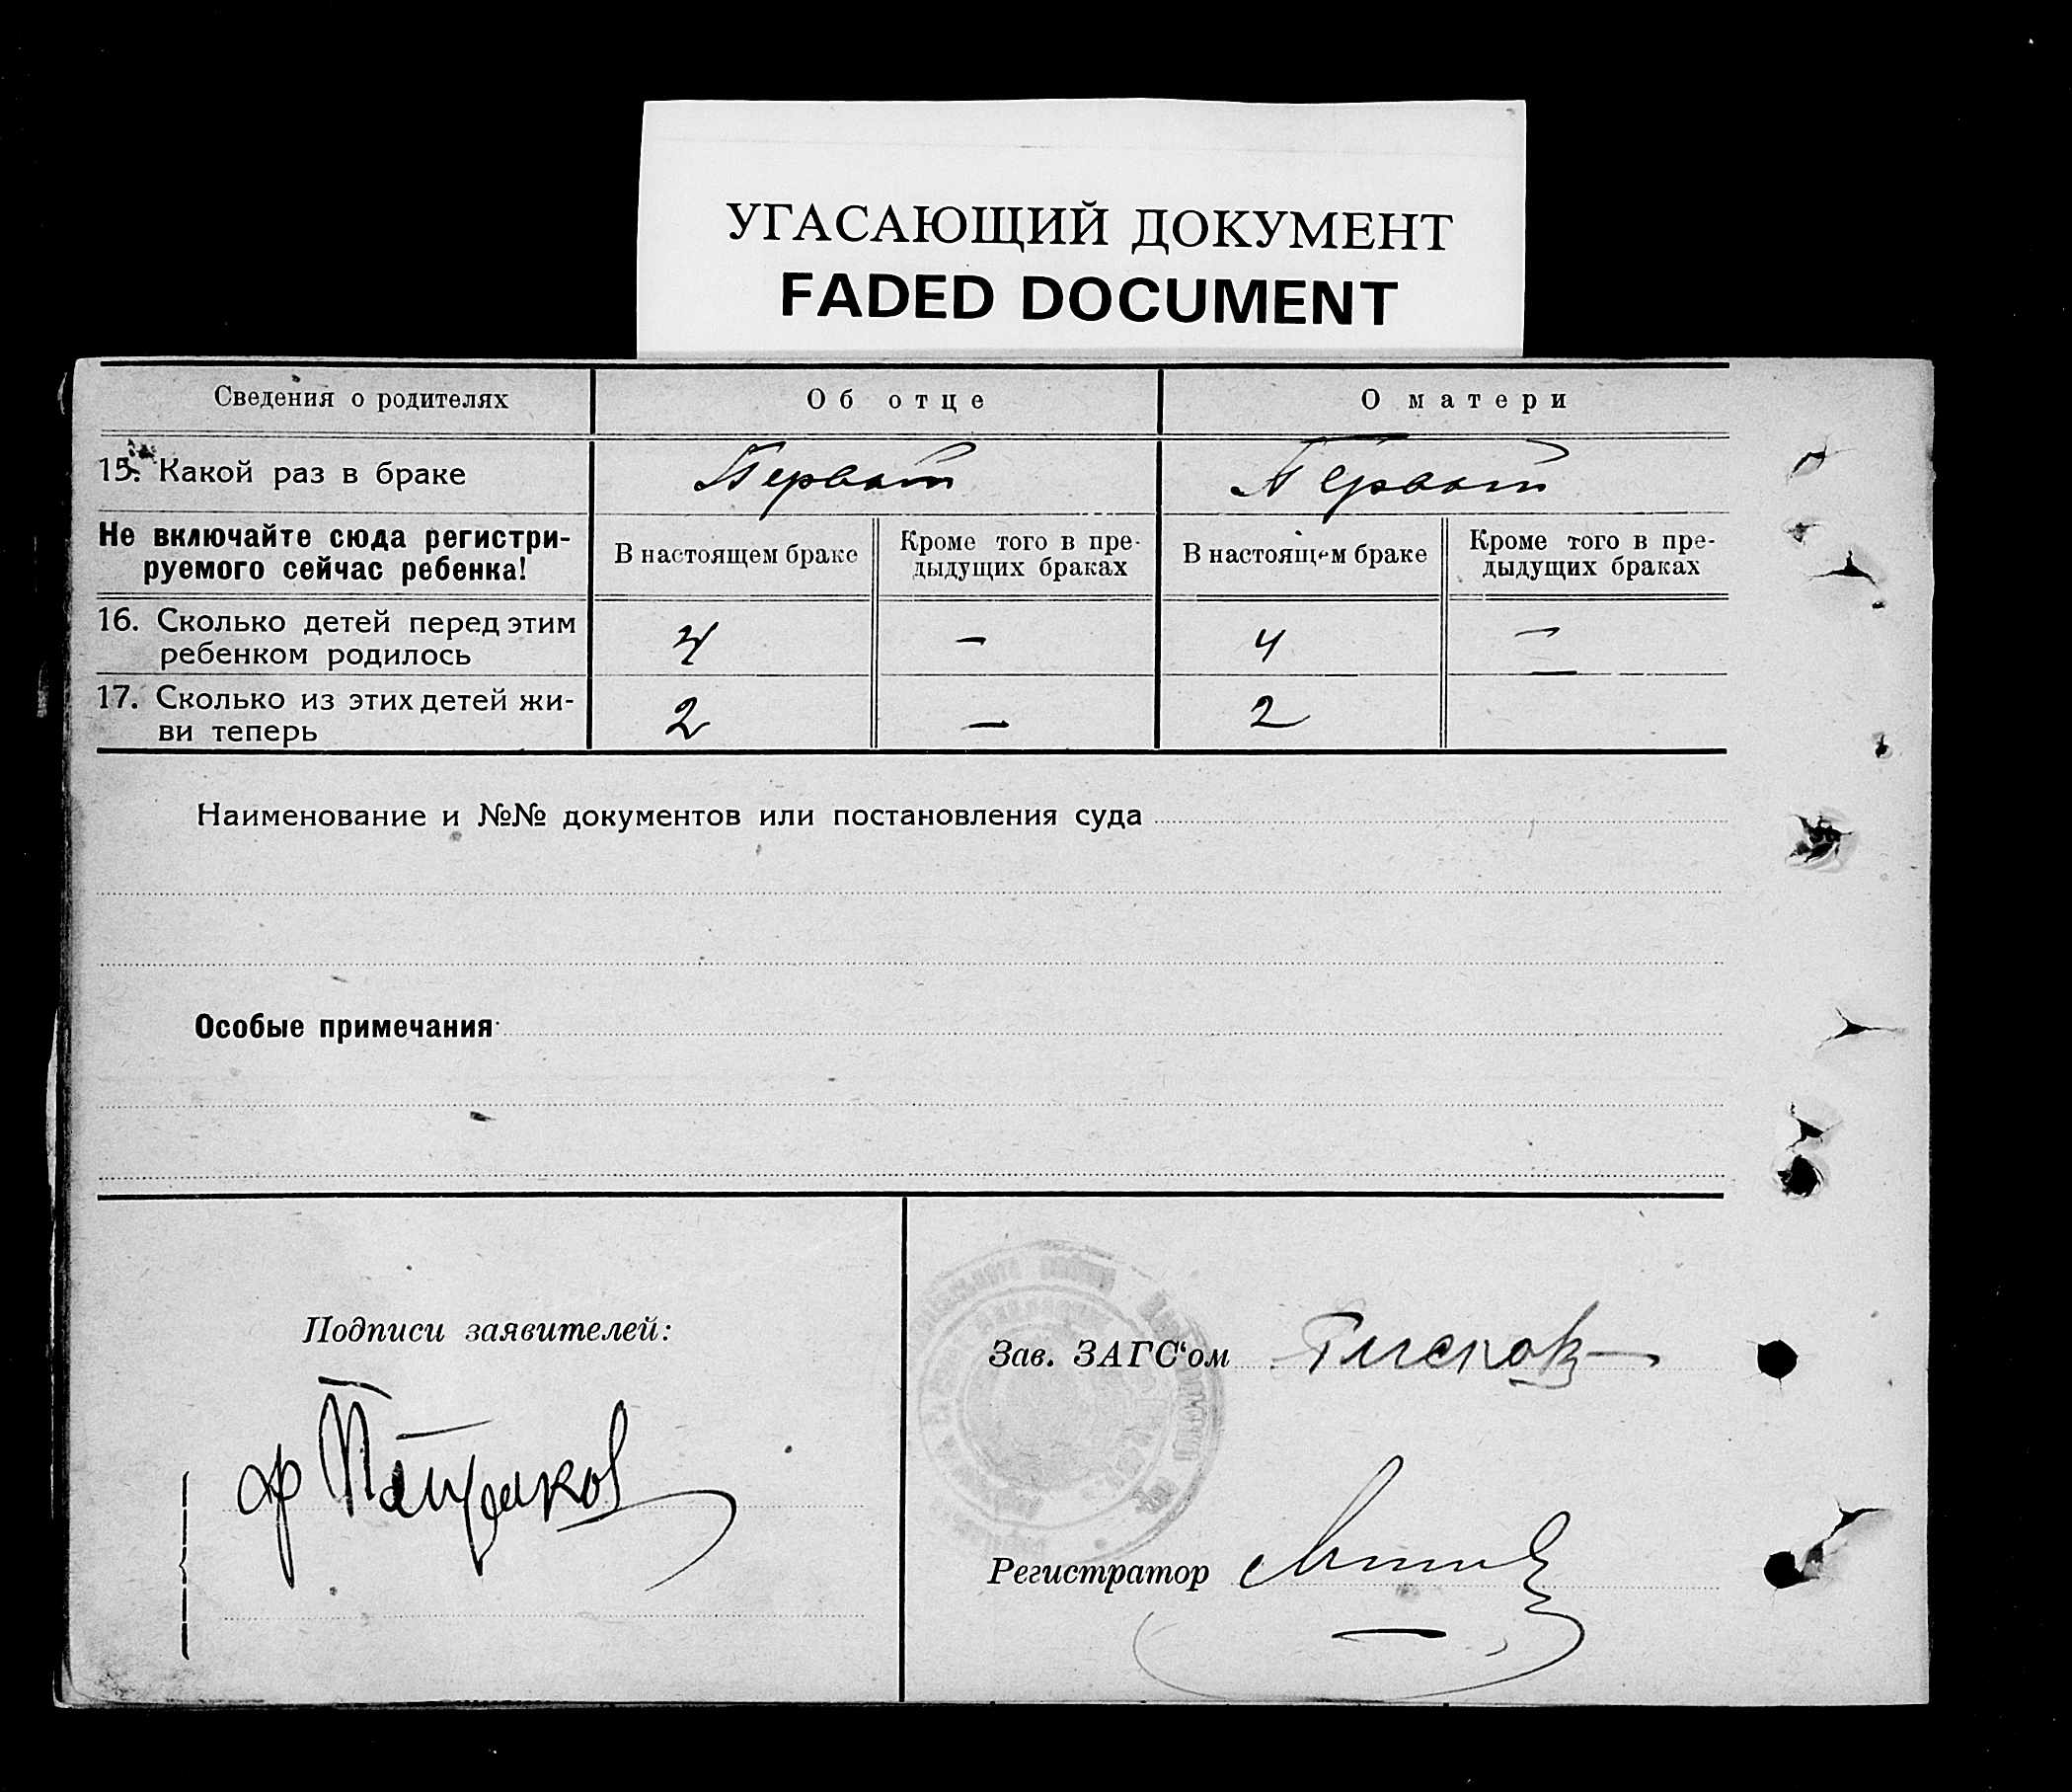 УГАСАЮЩИЙ ДОКУМЕНТ
FADED DOCUMENT
Сведения о родителях
Об отце
О матери
15. Какой раз в браке
Первый
Первый
Не включайте сюда регистри-
руемого сейчас ребенка!
В настоящем браке
Кроме того в пре-
дыдущих браках
В настоящем браке
Кроме того в пре-
дыдущих браках
16. Сколько детей перед этим
ребенком родилось
4
–
4
–
17. Сколько из этих детей жи-
ви теперь
2
–
2
Наименование и №№ документов или постановления суда
Особые примечания
Подписи заявителей:
Зав. ЗАГС‘ом
Регистратор